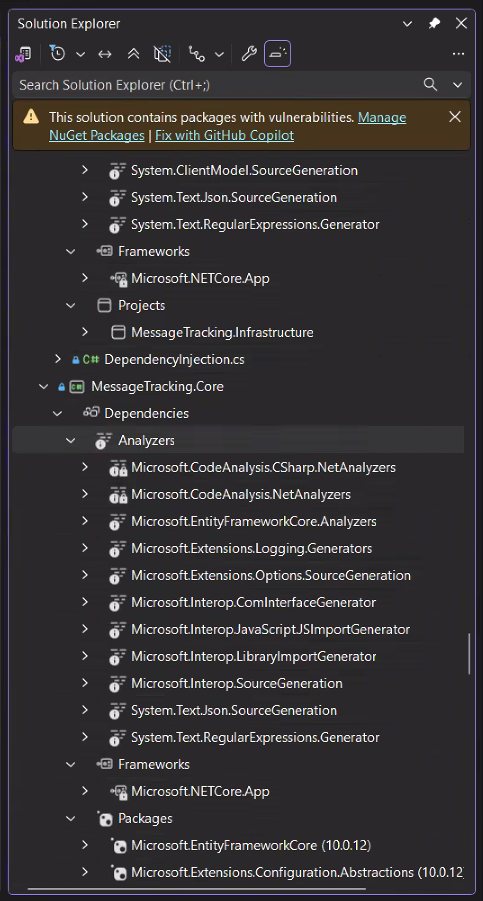 Solution Explorer
Search Solution Explorer (Ctrl+;)
This solution contains packages with vulnerabilities. Manage
NuGet Packages | Fix with GitHub Copilot
System.ClientModel.SourceGeneration
System.Text.Json.SourceGeneration
System.Text.RegularExpressions.Generator
Frameworks
Microsoft.NETCore.App
Projects
MessageTracking.Infrastructure
C# DependencyInjection.cs
C# MessageTracking.Core
Dependencies
Analyzers
Microsoft.CodeAnalysis.CSharp.NetAnalyzers
Microsoft.CodeAnalysis.NetAnalyzers
Microsoft.EntityFrameworkCore.Analyzers
Microsoft.Extensions.Logging.Generators
Microsoft.Extensions.Options.SourceGeneration
Microsoft.Interop.ComInterfaceGenerator
Microsoft.Interop.JavaScript.JSImportGenerator
Microsoft.Interop.LibraryImportGenerator
Microsoft.Interop.SourceGeneration
System.Text.Json.SourceGeneration
System.Text.RegularExpressions.Generator
Frameworks
Microsoft.NETCore.App
Packages
Microsoft.EntityFrameworkCore (10.0.12)
Microsoft.Extensions.Configuration.Abstractions (10.0.12)